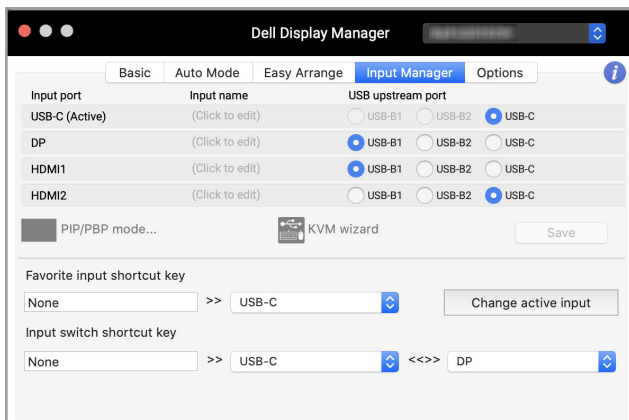 Dell Display Manager
Basic Auto Mode Easy Arrange Input Manager Options i
Input port Input name USB upstream port
USB-C (Active) (Click to edit) USB-B1 USB-B2 USB-C
DP (Click to edit) USB-B1 USB-B2 USB-C
HDMI1 (Click to edit) USB-B1 USB-B2 USB-C
HDMI2 (Click to edit) USB-B1 USB-B2 USB-C
PIP/PBP mode... KVM wizard Save
Favorite input shortcut key
None >> USB-C Change active input
Input switch shortcut key
None >> USB-C <<>> DP